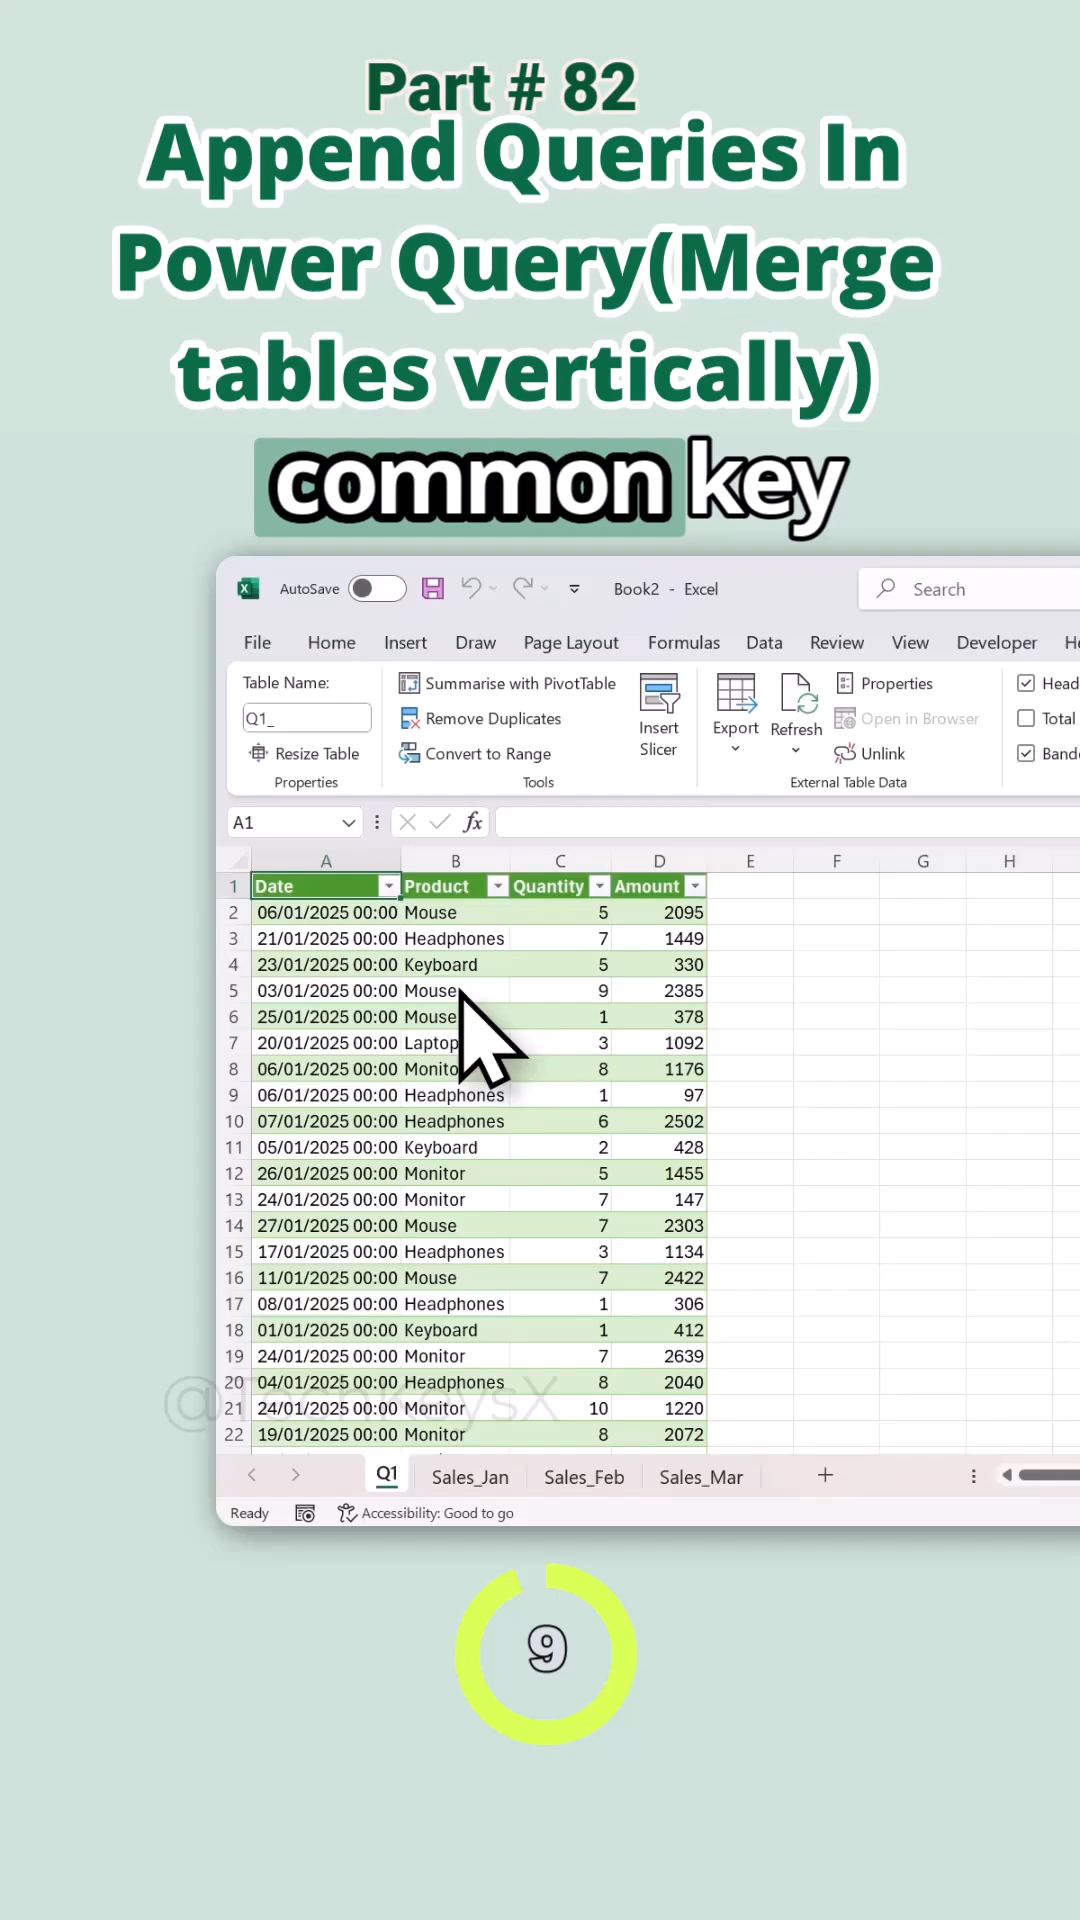 Part # 82
Append Queries In
Power Query(Merge
tables vertically)
common key
AutoSave Book2 - Excel Search
File Home Insert Draw Page Layout Formulas Data Review View Developer He
Table Name:
Q1_
Resize Table
Properties
Summarise with PivotTable
Remove Duplicates
Convert to Range
Tools
Insert
Slicer
Export
Refresh
Properties
Open in Browser
Unlink
External Table Data
Head
Total
Bande
A1 fx
A B C D E F G H
1 Date Product Quantity Amount
2 06/01/2025 00:00 Mouse 5 2095
3 21/01/2025 00:00 Headphones 7 1449
4 23/01/2025 00:00 Keyboard 5 330
5 03/01/2025 00:00 Mouse 9 2385
6 25/01/2025 00:00 Mouse 1 378
7 20/01/2025 00:00 Laptop 3 1092
8 06/01/2025 00:00 Monito 8 1176
9 06/01/2025 00:00 Headphones 1 97
10 07/01/2025 00:00 Headphones 6 2502
11 05/01/2025 00:00 Keyboard 2 428
12 26/01/2025 00:00 Monitor 5 1455
13 24/01/2025 00:00 Monitor 7 147
14 27/01/2025 00:00 Mouse 7 2303
15 17/01/2025 00:00 Headphones 3 1134
16 11/01/2025 00:00 Mouse 7 2422
17 08/01/2025 00:00 Headphones 1 306
18 01/01/2025 00:00 Keyboard 1 412
19 24/01/2025 00:00 Monitor 7 2639
20 04/01/2025 00:00 Headphones 8 2040
21 24/01/2025 00:00 Monitor 10 1220
22 19/01/2025 00:00 Monitor 8 2072
@TechKeysX
Q1 Sales_Jan Sales_Feb Sales_Mar
Ready Accessibility: Good to go
9